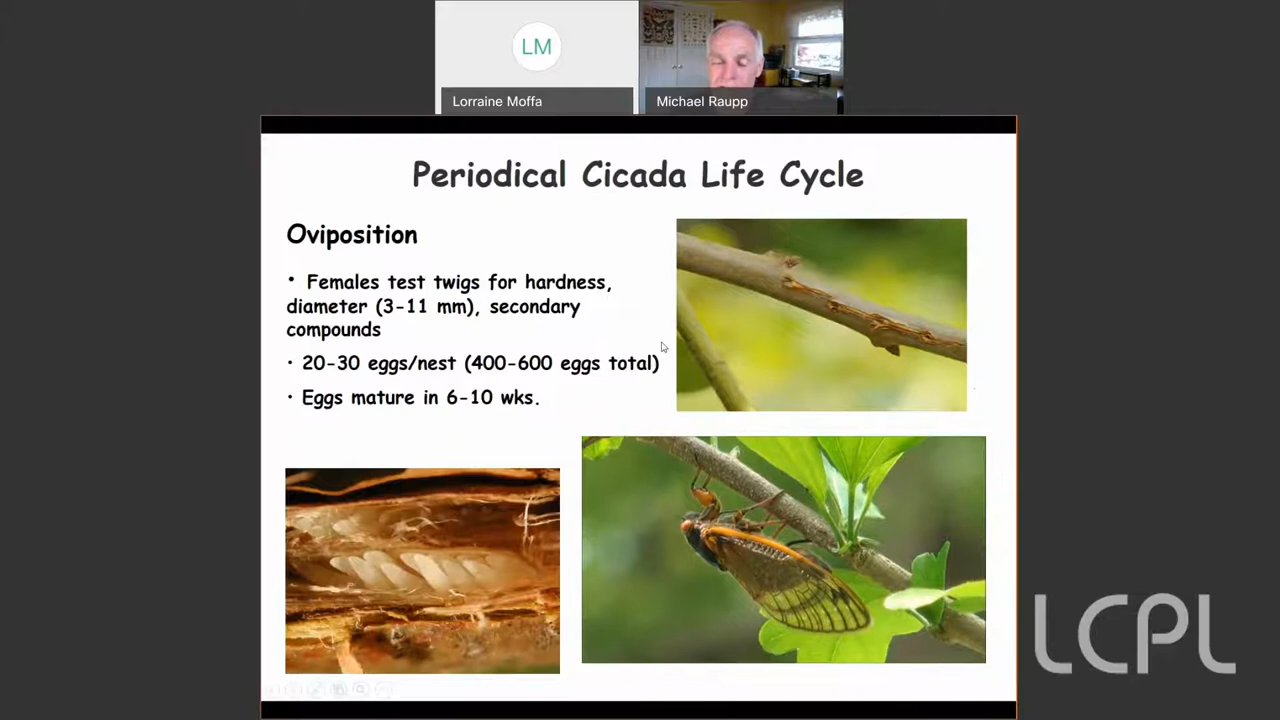 LM
Lorraine Moffa
Michael Raupp
Periodical Cicada Life Cycle
Oviposition
• Females test twigs for hardness,
diameter (3-11 mm), secondary
compounds
• 20-30 eggs/nest (400-600 eggs total)
• Eggs mature in 6-10 wks.
LCPL